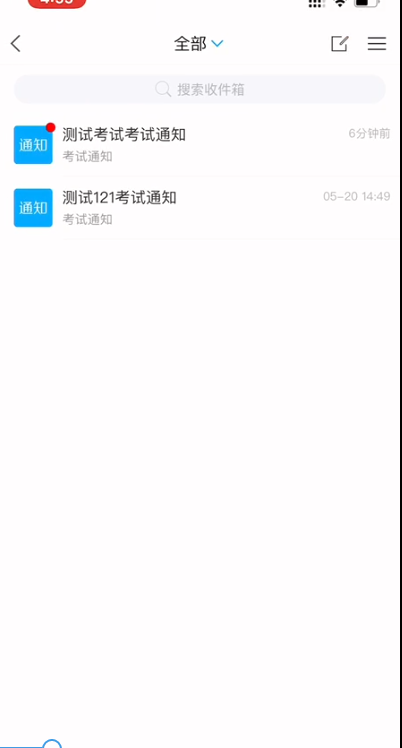 全部
搜索收件箱
通知
测试考试考试通知
6分钟前
考试通知
通知
测试121考试通知
05-20 14:49
考试通知